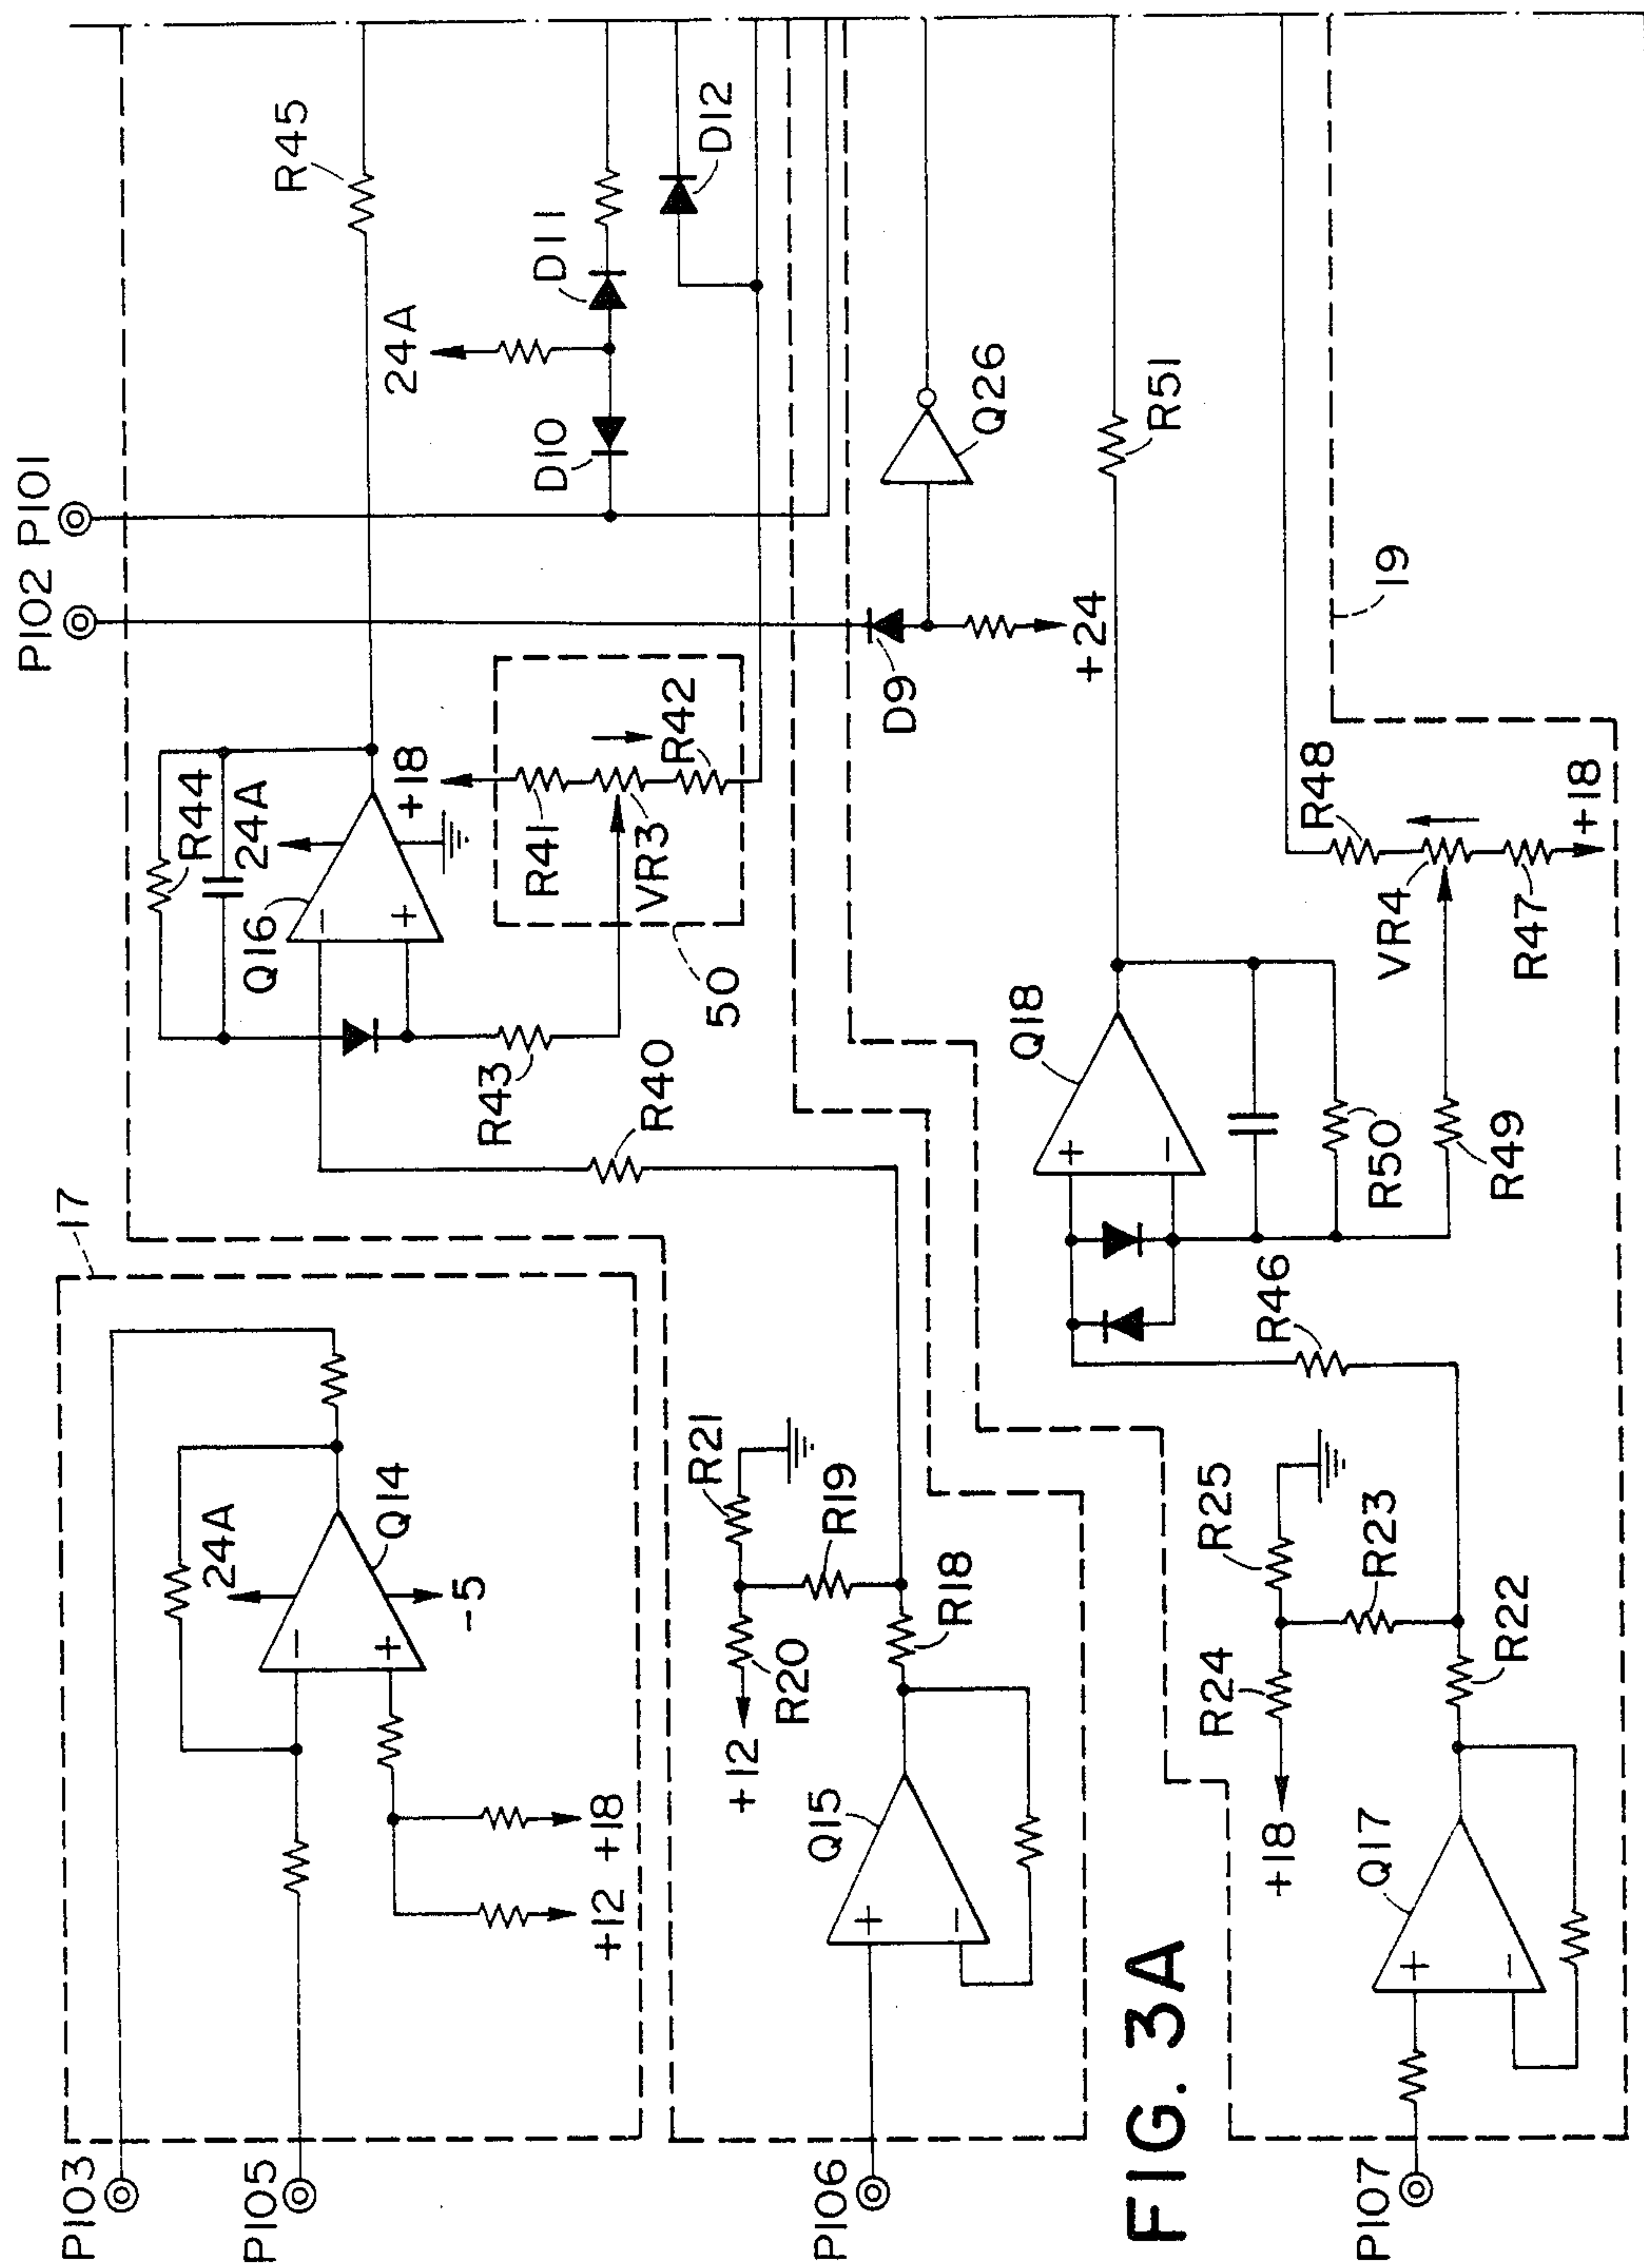 P102 P101
R45
D12
D11
24A
D10
R44
24A
+18
Q16
R41
VR3
R42
50
R43
R40
17
24A
Q14
-5
+18
+12
P103
P105
Q26
D9
+24
R51
19
Q18
R48
VR4
R47
+18
R50
R49
R46
R21
R19
R20
+12
R18
Q15
P106
R25
R23
R24
+18
R22
Q17
P107
FIG. 3A